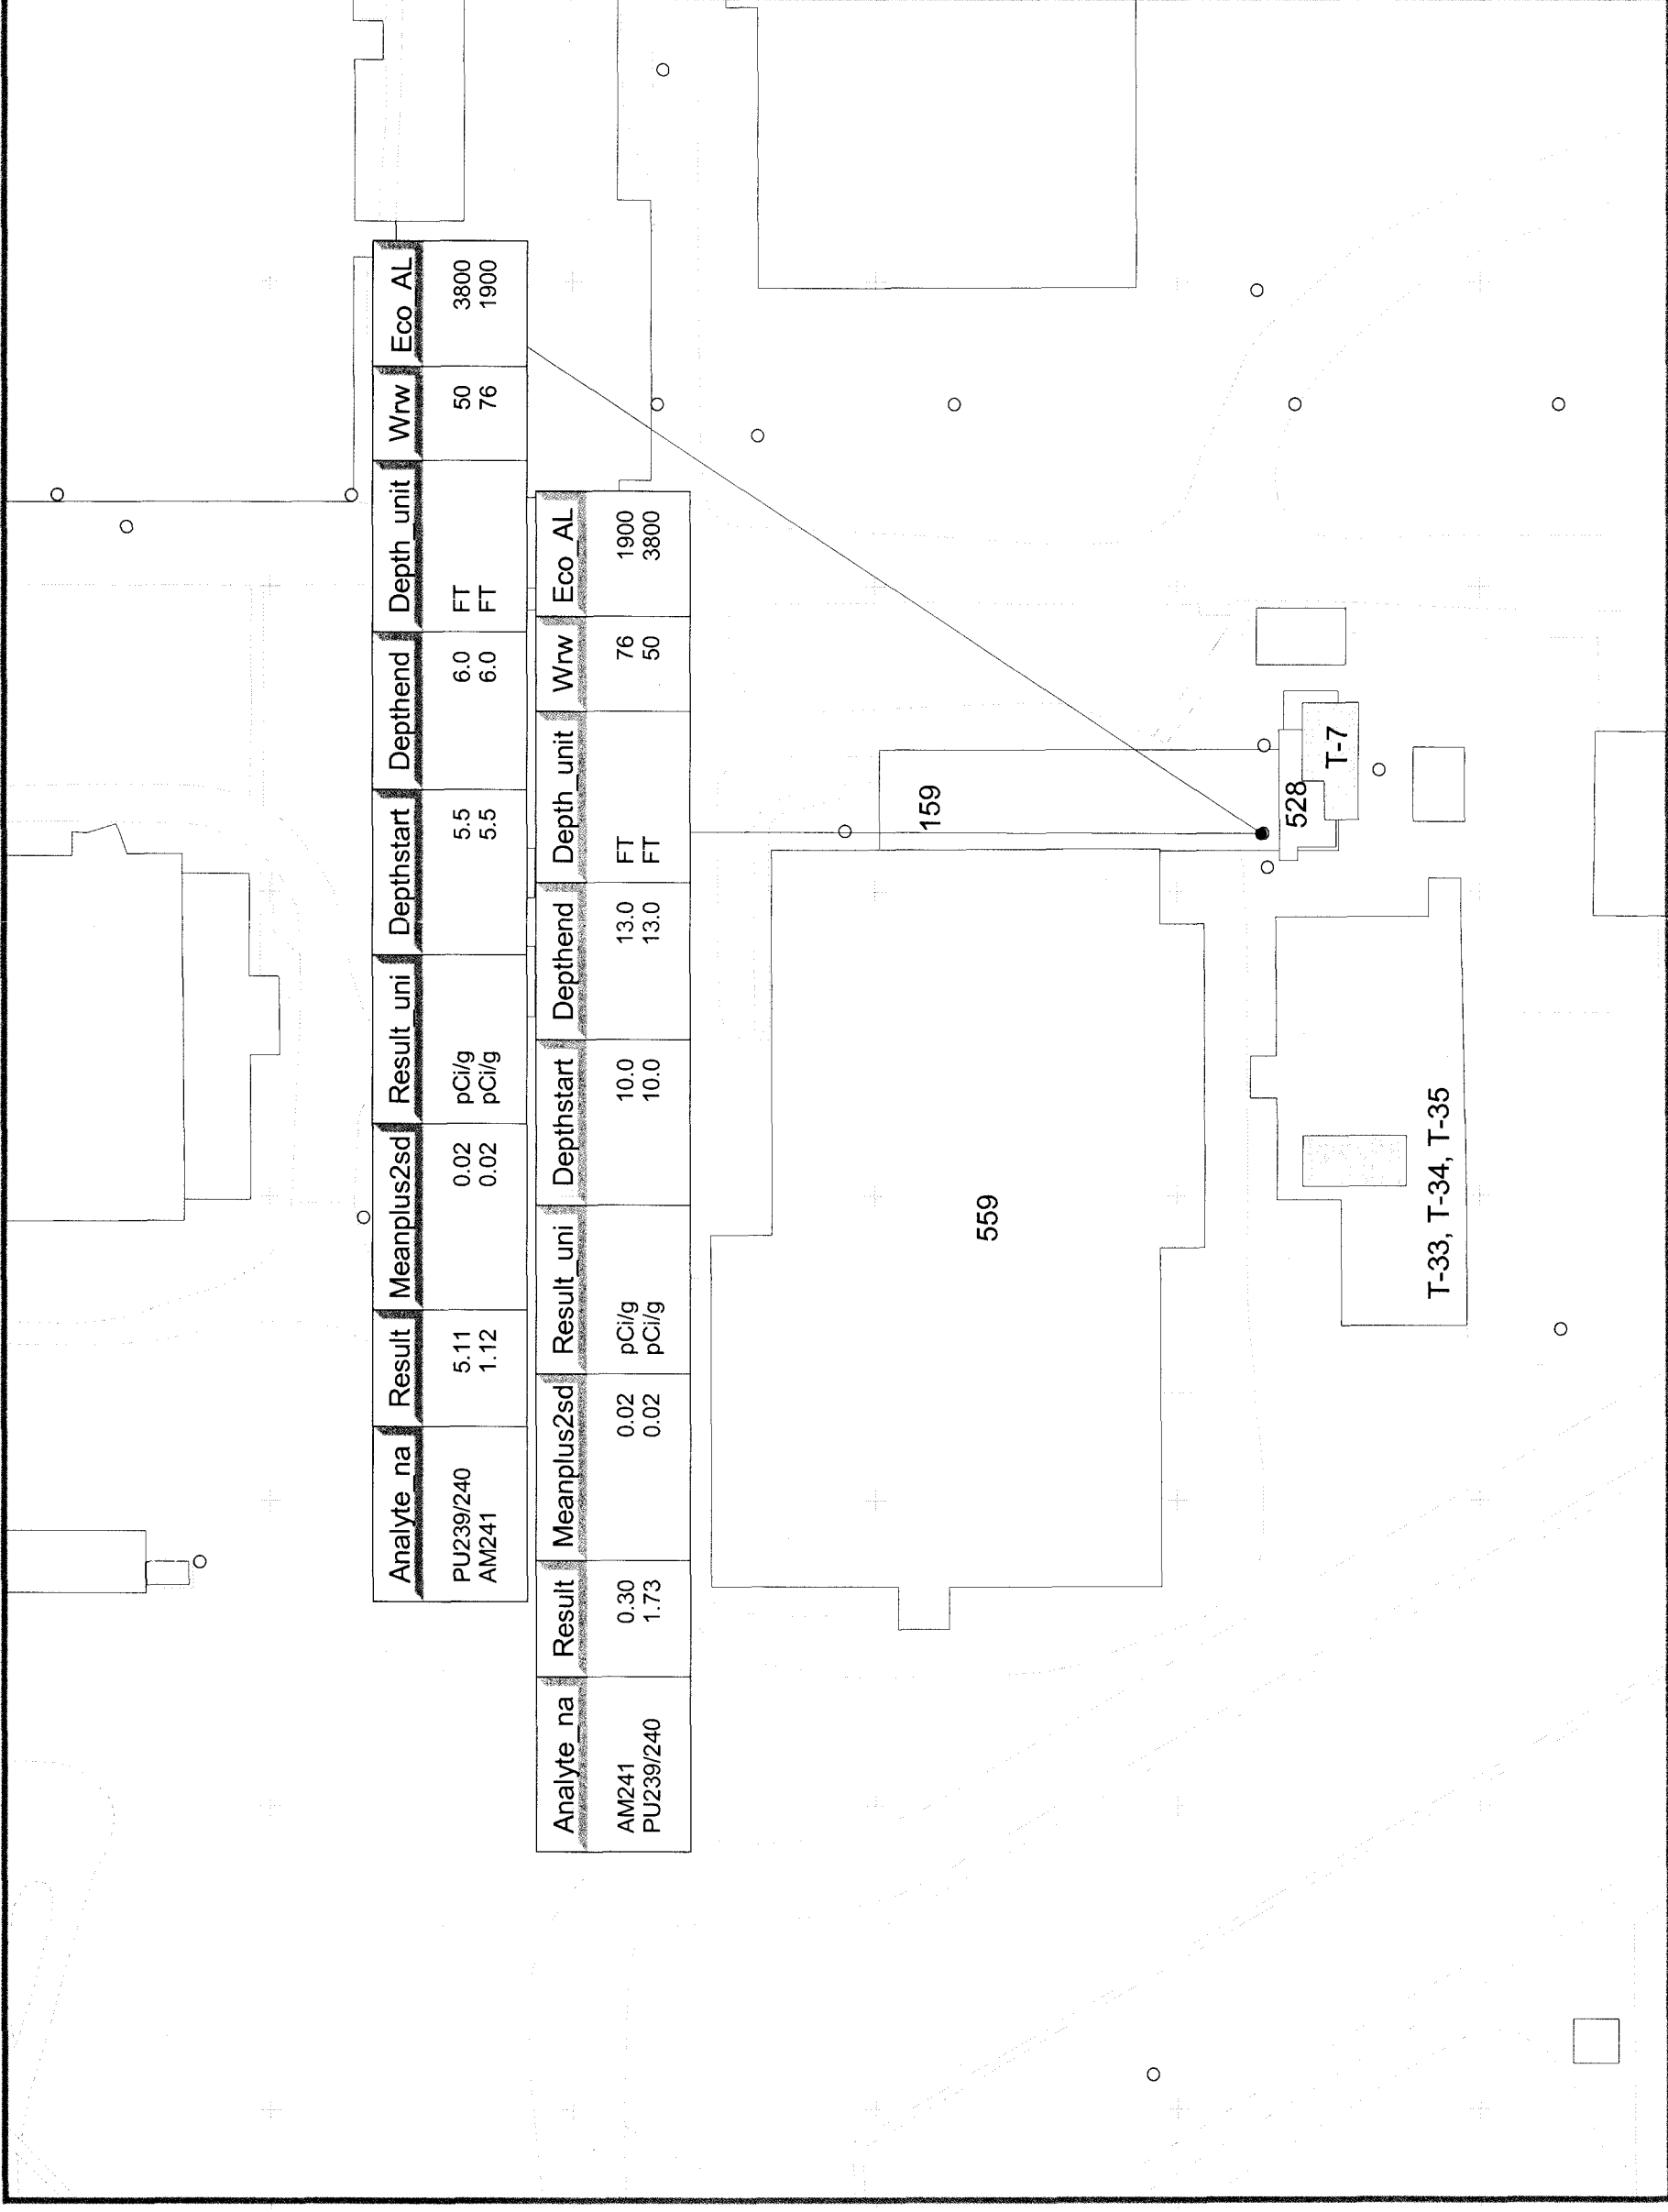 Analyte_na Result Meanplus2sd Result_uni Depthstart Depthend Depth_unit Wrw Eco_AL
PU239/240 5.11 0.02 pCi/g 5.5 6.0 FT 50 3800
AM241 1.12 0.02 pCi/g 5.5 6.0 FT 76 1900
Analyte_na Result Meanplus2sd Result_uni Depthstart Depthend Depth_unit Wrw Eco_AL
AM241 0.30 0.02 pCi/g 10.0 13.0 FT 76 1900
PU239/240 1.73 0.02 pCi/g 10.0 13.0 FT 50 3800
159
559
528
T-7
T-33, T-34, T-35